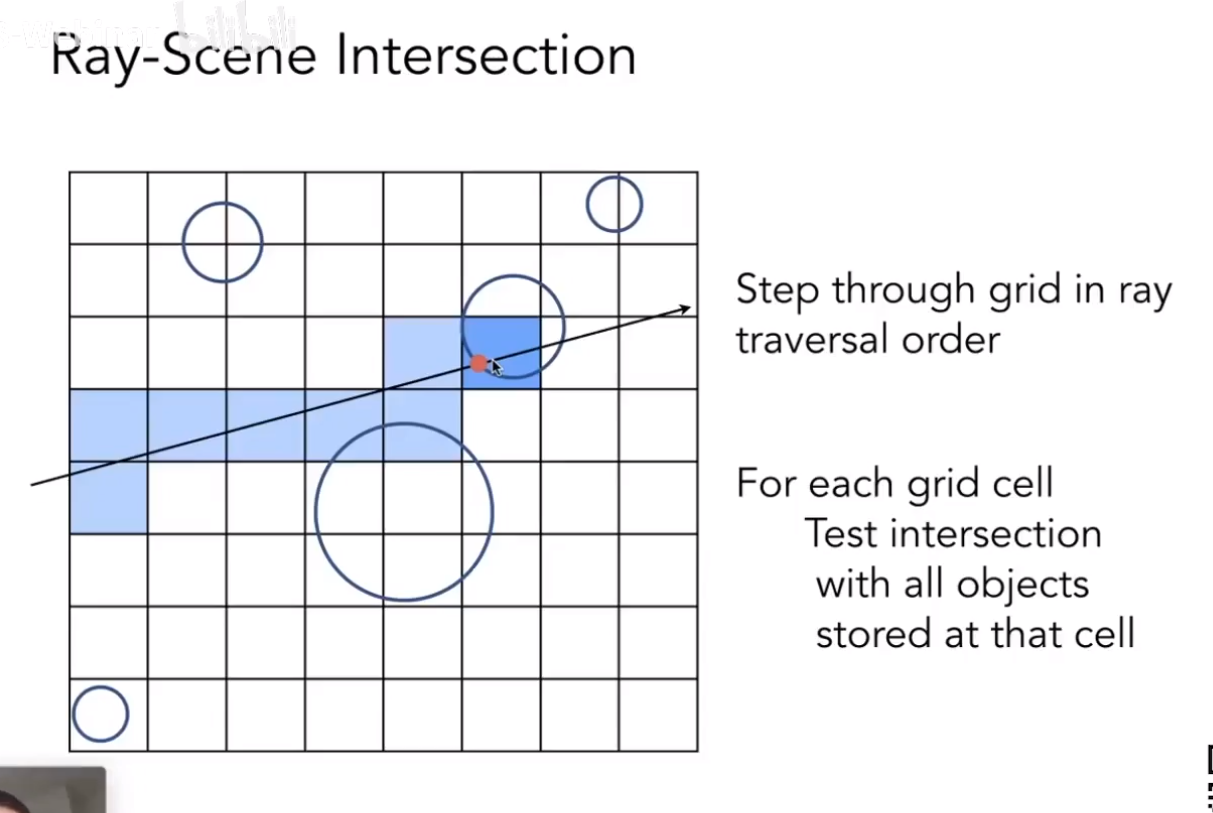 bilibili
Ray-Scene Intersection
Step through grid in ray
traversal order
For each grid cell
Test intersection
with all objects
stored at that cell